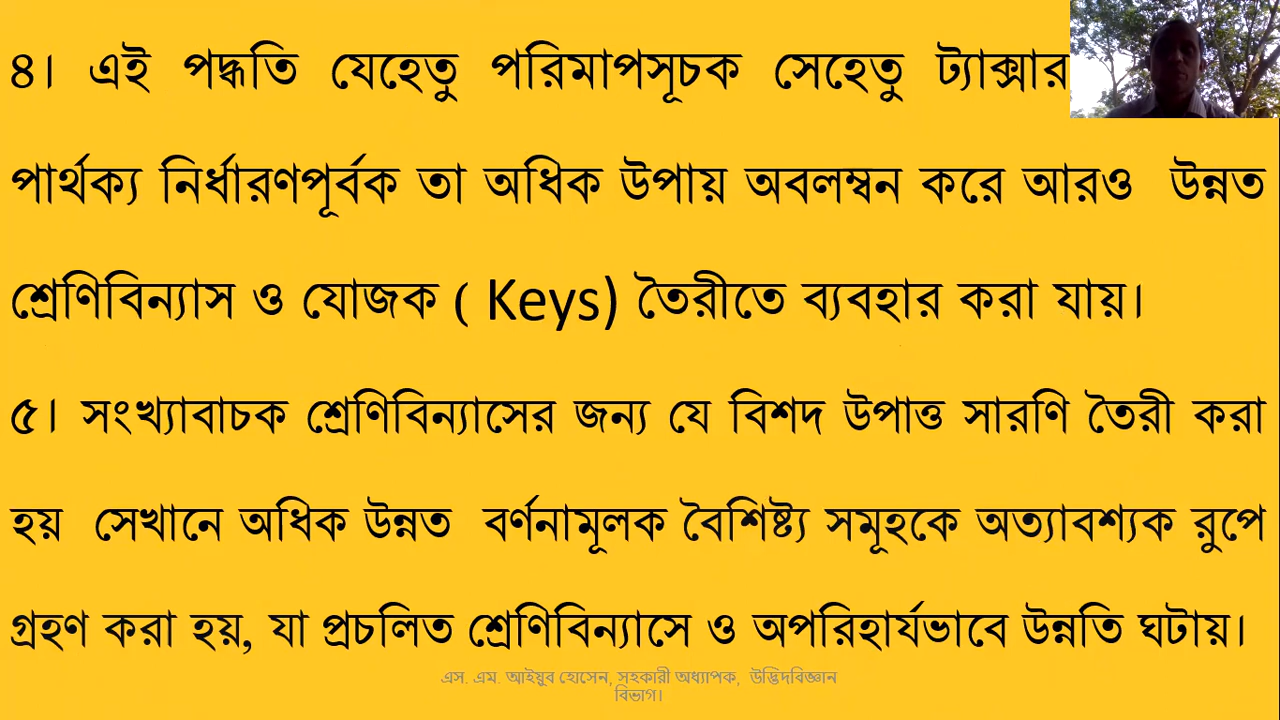 ৪। এই পদ্ধতি যেহেতু পরিমাপসূচক সেহেতু ট্যাক্সার
পার্থক্য নির্ধারণপূর্বক তা অধিক উপায় অবলম্বন করে আরও উন্নত
শ্রেণিবিন্যাস ও যোজক ( Keys) তৈরীতে ব্যবহার করা যায়।
৫। সংখ্যাবাচক শ্রেণিবিন্যাসের জন্য যে বিশদ উপাত্ত সারণি তৈরী করা
হয় সেখানে অধিক উন্নত বর্ণনামূলক বৈশিষ্ট্য সমূহকে অত্যাবশ্যক রুপে
গ্রহণ করা হয়, যা প্রচলিত শ্রেণিবিন্যাসে ও অপরিহার্যভাবে উন্নতি ঘটায়।
এস. এম. আইয়ুব হোসেন, সহকারী অধ্যাপক, উদ্ভিদবিজ্ঞান
বিভাগ।